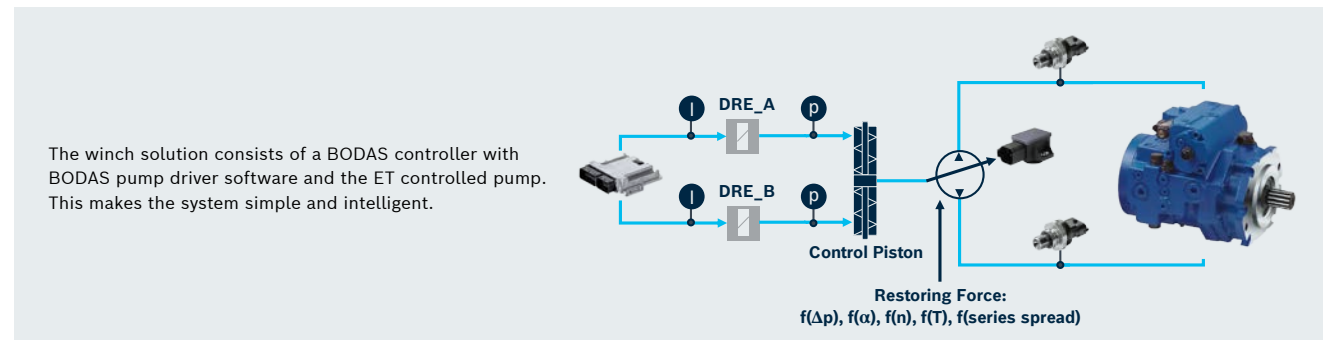 The winch solution consists of a BODAS controller with
BODAS pump driver software and the ET controlled pump.
This makes the system simple and intelligent.
I
DRE_A
p
I
DRE_B
p
Control Piston
Restoring Force:
f(Δp), f(α), f(n), f(T), f(series spread)